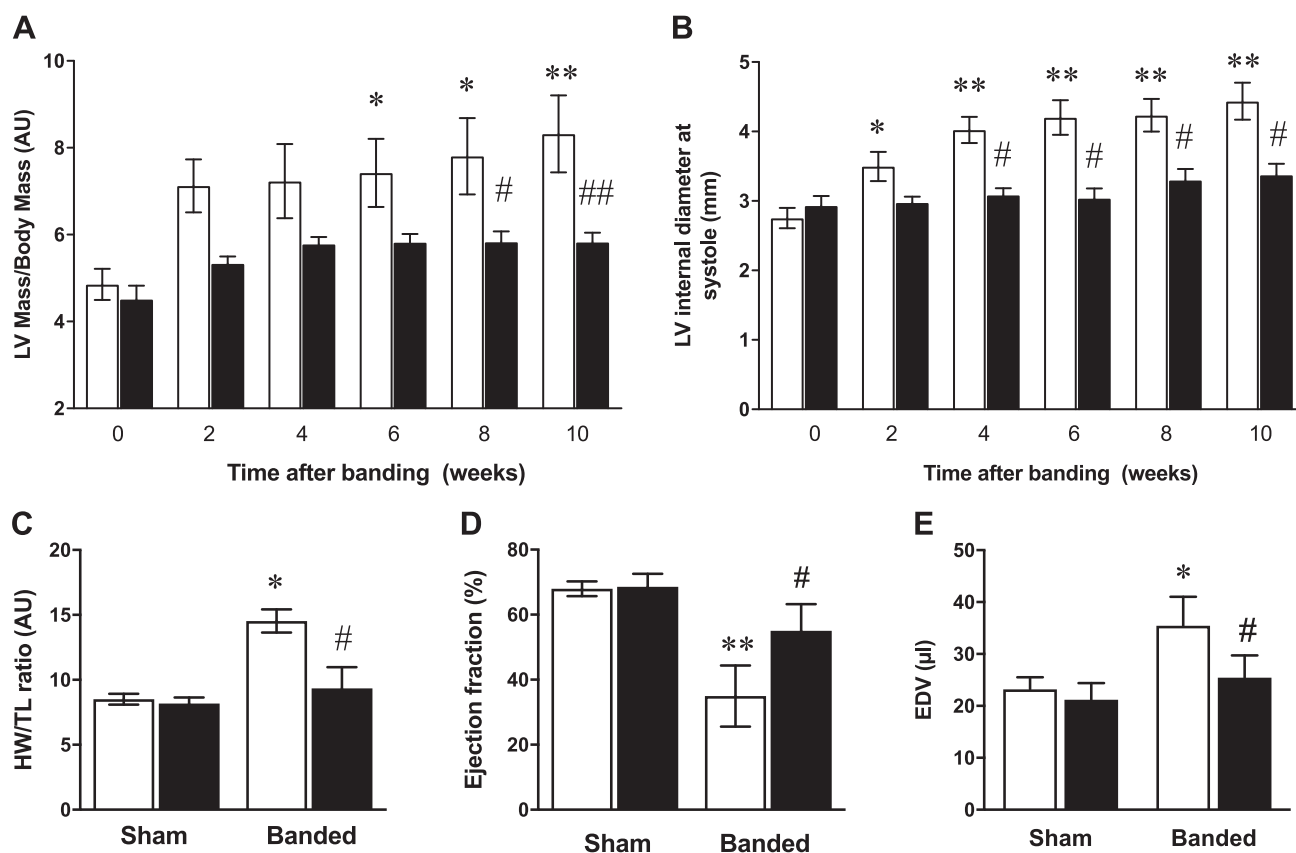 A
LV Mass/Body Mass (AU)
10
8
6
4
2
* * **
# ##
0 2 4 6 8 10
Time after banding (weeks)
B
LV internal diameter at
systole (mm)
5
4
3
2
1
0
* ** ** ** **
# # # #
0 2 4 6 8 10
Time after banding (weeks)
C
HW/TL ratio (AU)
20
15
10
5
0
*
#
Sham Banded
D
Ejection fraction (%)
80
60
40
20
0
**
#
Sham Banded
E
EDV (µl)
50
40
30
20
10
0
*
#
Sham Banded